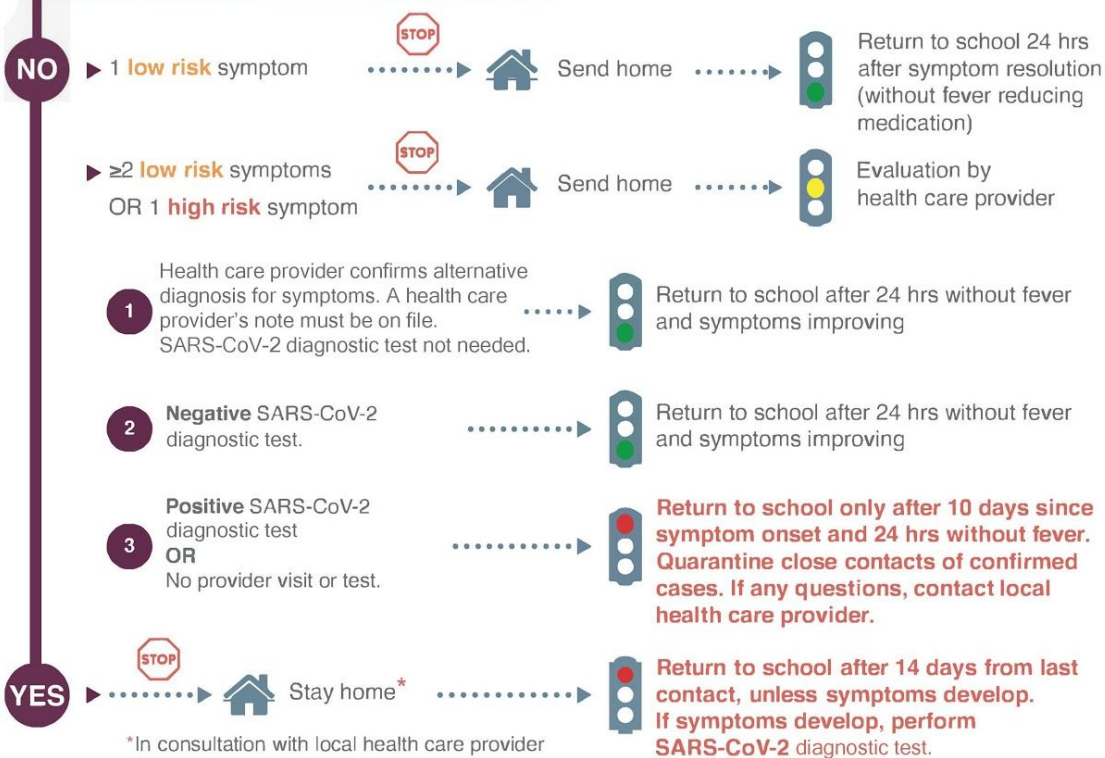 NO
1 low risk symptom
STOP
Send home
Return to school 24 hrs
after symptom resolution
(without fever reducing
medication)
≥2 low risk symptoms
OR 1 high risk symptom
STOP
Send home
Evaluation by
health care provider
1
Health care provider confirms alternative
diagnosis for symptoms. A health care
provider's note must be on file.
SARS-CoV-2 diagnostic test not needed.
Return to school after 24 hrs without fever
and symptoms improving
2
Negative SARS-CoV-2
diagnostic test.
Return to school after 24 hrs without fever
and symptoms improving
3
Positive SARS-CoV-2
diagnostic test
OR
No provider visit or test.
Return to school only after 10 days since
symptom onset and 24 hrs without fever.
Quarantine close contacts of confirmed
cases. If any questions, contact local
health care provider.
YES
STOP
Stay home*
Return to school after 14 days from last
contact, unless symptoms develop.
If symptoms develop, perform
SARS-CoV-2 diagnostic test.
*In consultation with local health care provider